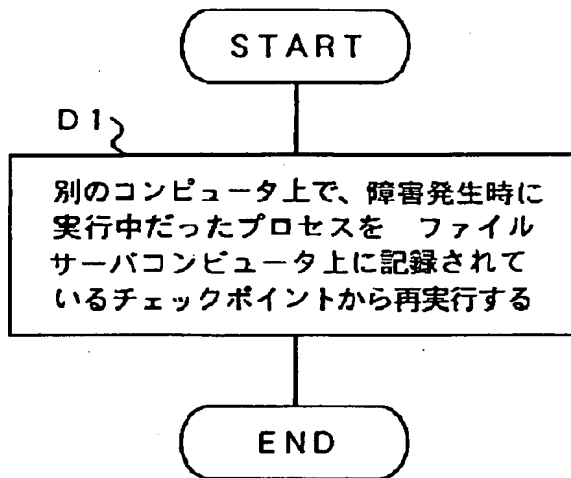 START
D1
別のコンピュータ上で、障害発生時に
実行中だったプロセスを　ファイル
サーバコンピュータ上に記録されて
いるチェックポイントから再実行する
END